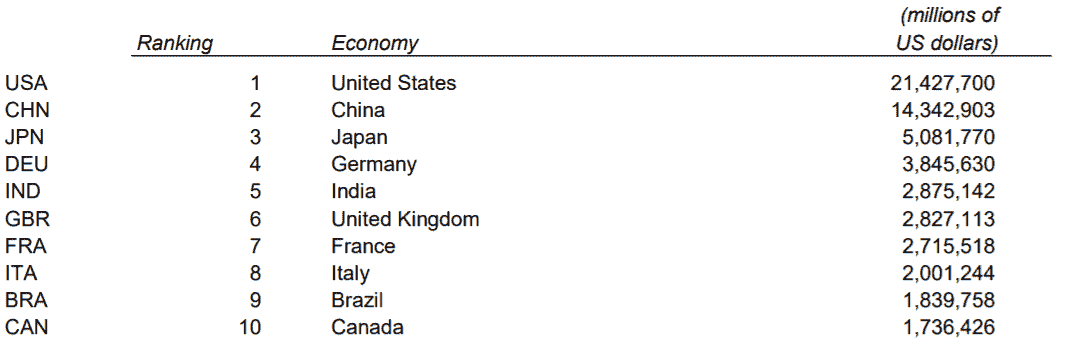 (millions of
Ranking Economy US dollars)
USA 1 United States 21,427,700
CHN 2 China 14,342,903
JPN 3 Japan 5,081,770
DEU 4 Germany 3,845,630
IND 5 India 2,875,142
GBR 6 United Kingdom 2,827,113
FRA 7 France 2,715,518
ITA 8 Italy 2,001,244
BRA 9 Brazil 1,839,758
CAN 10 Canada 1,736,426